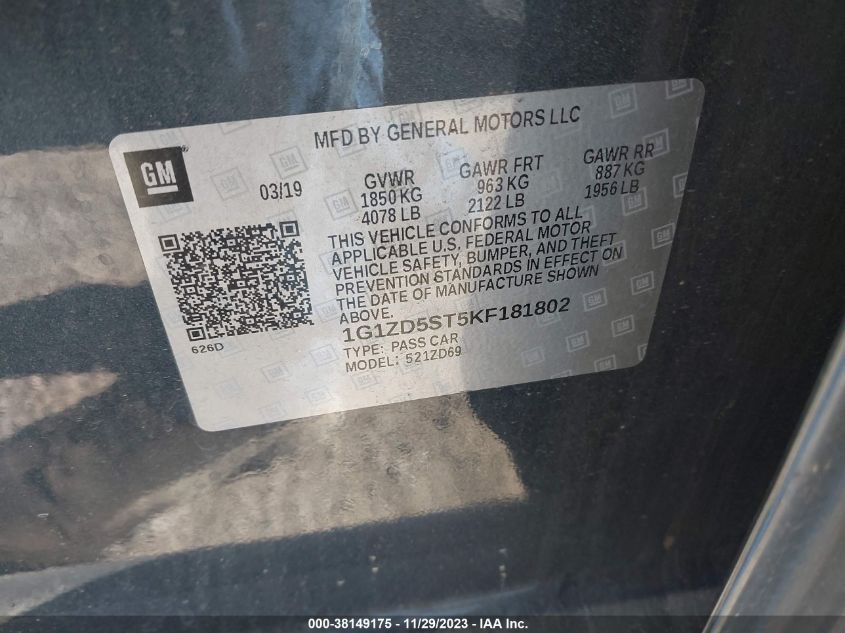 MFD BY GENERAL MOTORS LLC
GM
03/19
GVWR
1850 KG
4078 LB
GAWR FRT
963 KG
2122 LB
GAWR RR
887 KG
1956 LB
THIS VEHICLE CONFORMS TO ALL
APPLICABLE U.S. FEDERAL MOTOR
VEHICLE SAFETY, BUMPER, AND THEFT
PREVENTION STANDARDS IN EFFECT ON
THE DATE OF MANUFACTURE SHOWN
ABOVE.
1G1ZD5ST5KF181802
TYPE: PASS CAR
MODEL: 521ZD69
626D
000-38149175 - 11/29/2023 - IAA Inc.